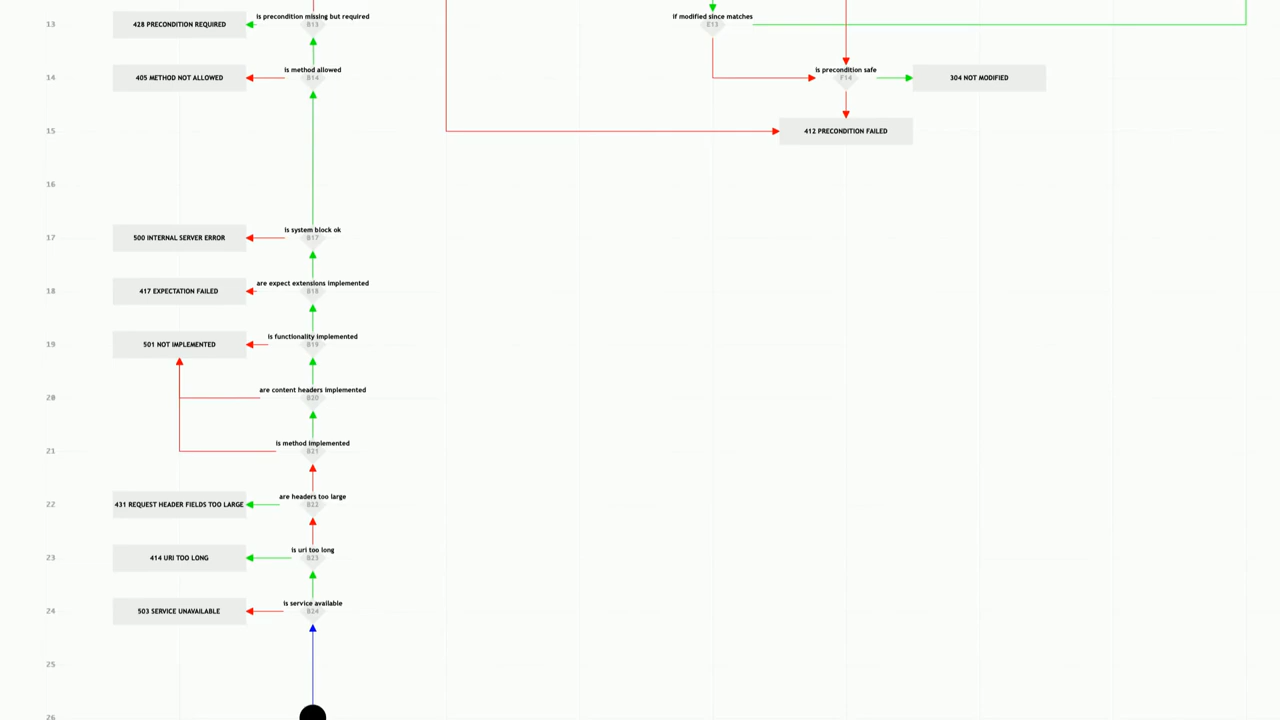 is precondition missing but required
if modified since matches
13
428 PRECONDITION REQUIRED
B13
E13
is method allowed
is precondition safe
14
405 METHOD NOT ALLOWED
B14
F14
304 NOT MODIFIED
15
412 PRECONDITION FAILED
16
is system block ok
17
500 INTERNAL SERVER ERROR
B17
are expect extensions implemented
18
417 EXPECTATION FAILED
B18
is functionality implemented
19
501 NOT IMPLEMENTED
B19
are content headers implemented
20
B20
is method implemented
21
B21
are headers too large
22
431 REQUEST HEADER FIELDS TOO LARGE
B22
is uri too long
23
414 URI TOO LONG
B23
is service available
24
503 SERVICE UNAVAILABLE
B24
25
26